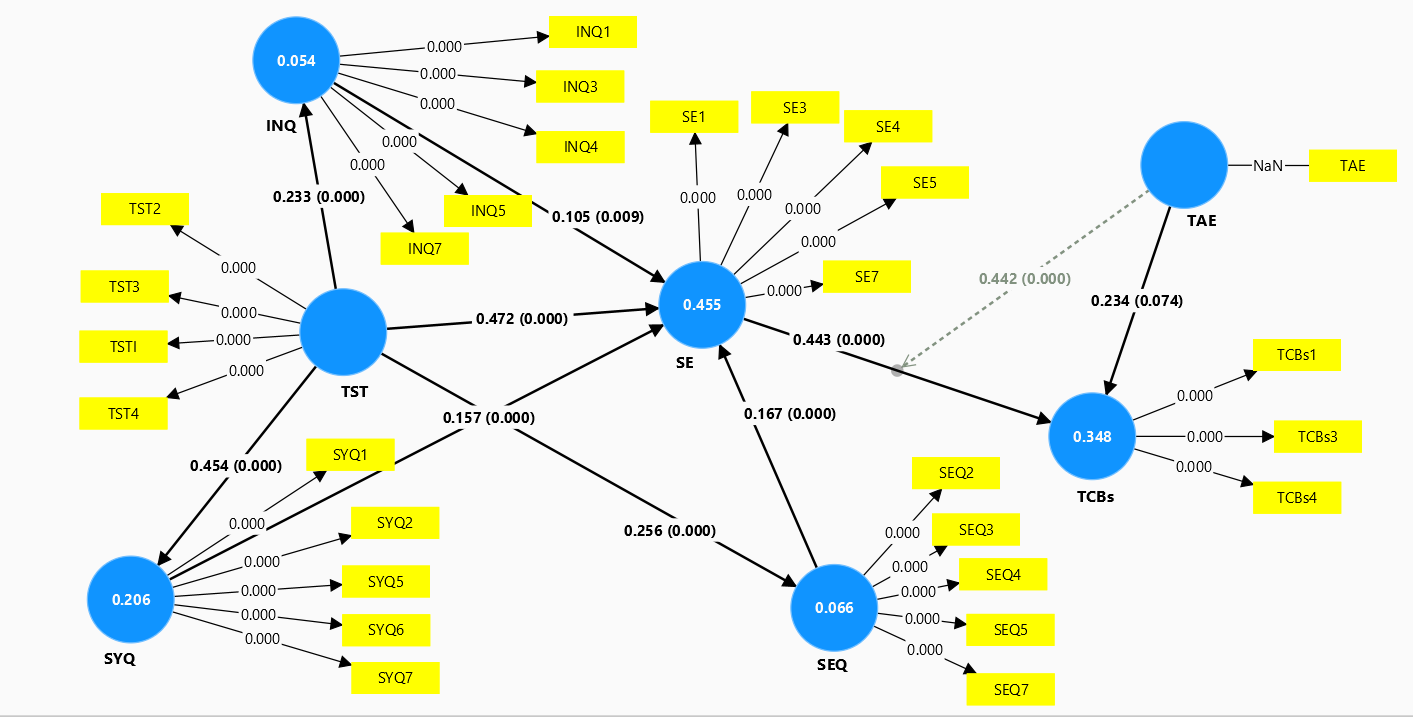 INQ1
0.000
0.054
INQ3
0.000
0.000
INQ4
INQ
0.000
0.000
INQ5
INQ7
0.233 (0.000)
0.105 (0.009)
SE1
SE3
SE4
SE5
SE7
0.000
0.000
0.000
0.000
0.000
0.455
SE
TAE
NaN
TAE
0.442 (0.000)
0.234 (0.074)
TST2
TST3
TSTI
TST4
0.000
0.000
0.000
0.000
TST
0.472 (0.000)
0.443 (0.000)
0.157 (0.000)
0.167 (0.000)
0.454 (0.000)
0.256 (0.000)
TCBs1
TCBs3
TCBs4
0.000
0.000
0.000
0.348
TCBs
SYQ1
SYQ2
SYQ5
SYQ6
SYQ7
0.000
0.000
0.000
0.000
0.000
0.206
SYQ
SEQ2
SEQ3
SEQ4
SEQ5
SEQ7
0.000
0.000
0.000
0.000
0.000
0.066
SEQ